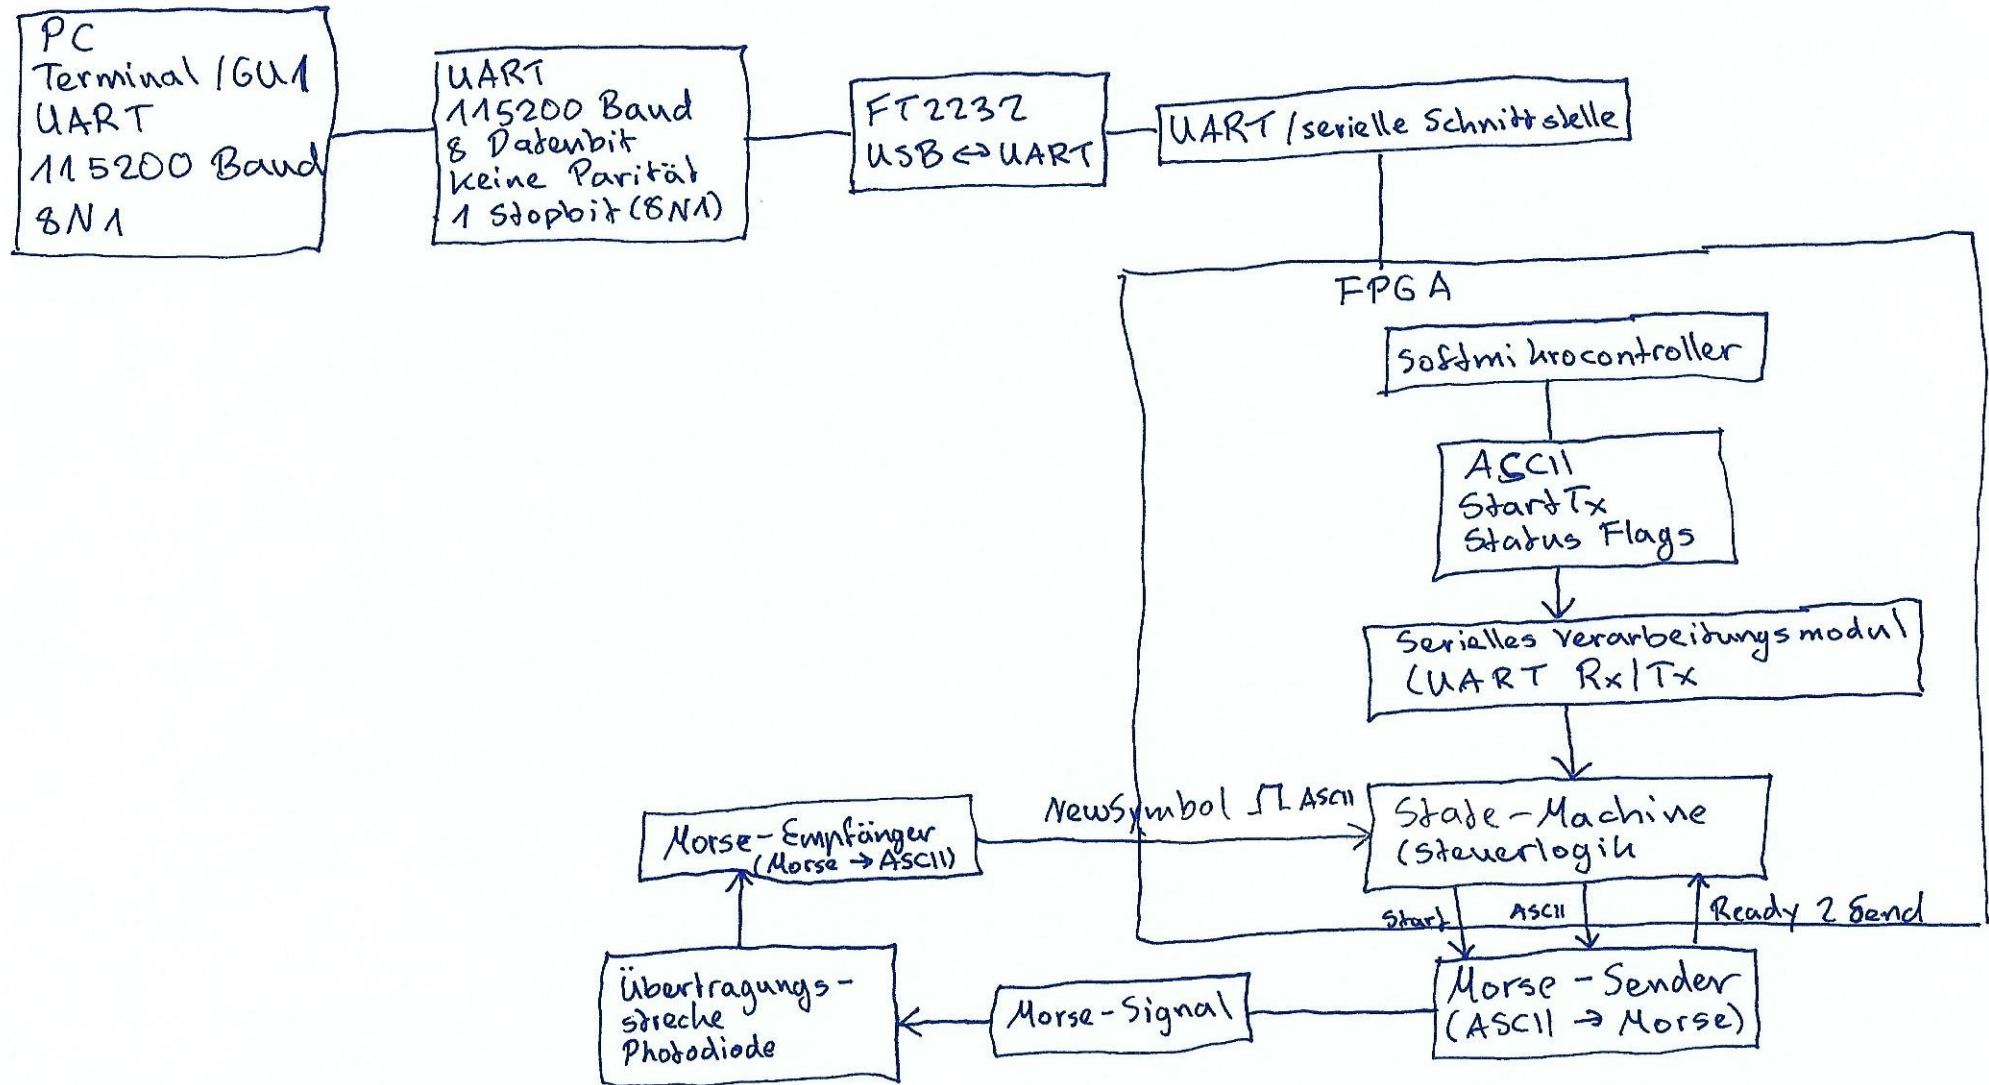 PC
Terminal /GU1
UART
115200 Baud
8N1
UART
115200 Baud
8 Datenbit
keine Parität
1 Stopbit (8N1)
FT2232
USB ↔ UART
UART/serielle Schnittstelle
FPGA
Softmikrocontroller
ASCII
StartTx
Status Flags
Serielles Verarbeitungsmodul
(UART Rx/Tx
NewSymbol ASCII
State-Machine
(Steuerlogik
Morse-Empfänger
(Morse → ASCII)
Start
ASCII
Ready 2 Send
Übertragungs-
strecke
Photodiode
Morse-Signal
Morse-Sender
(ASCII → Morse)